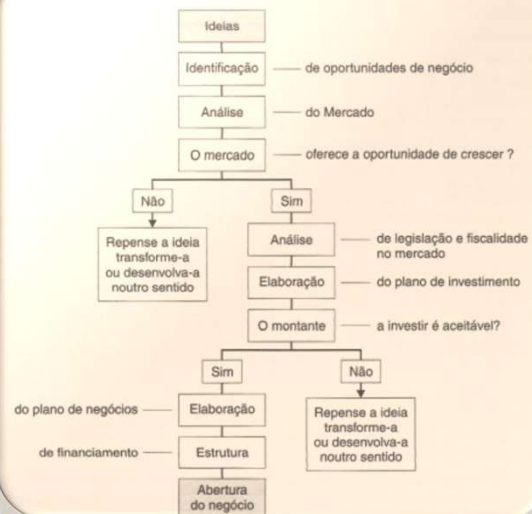 Ideias
Identificação de oportunidades de negócio
Análise do Mercado
O mercado oferece a oportunidade de crescer ?
Não
Sim
Repense a ideia
transforme-a
ou desenvolva-a
noutro sentido
Análise de legislação e fiscalidade
no mercado
Elaboração do plano de investimento
O montante a investir é aceitável?
Sim
Não
do plano de negócios Elaboração
de financiamento Estrutura
Repense a ideia
transforme-a
ou desenvolva-a
noutro sentido
Abertura
do negócio